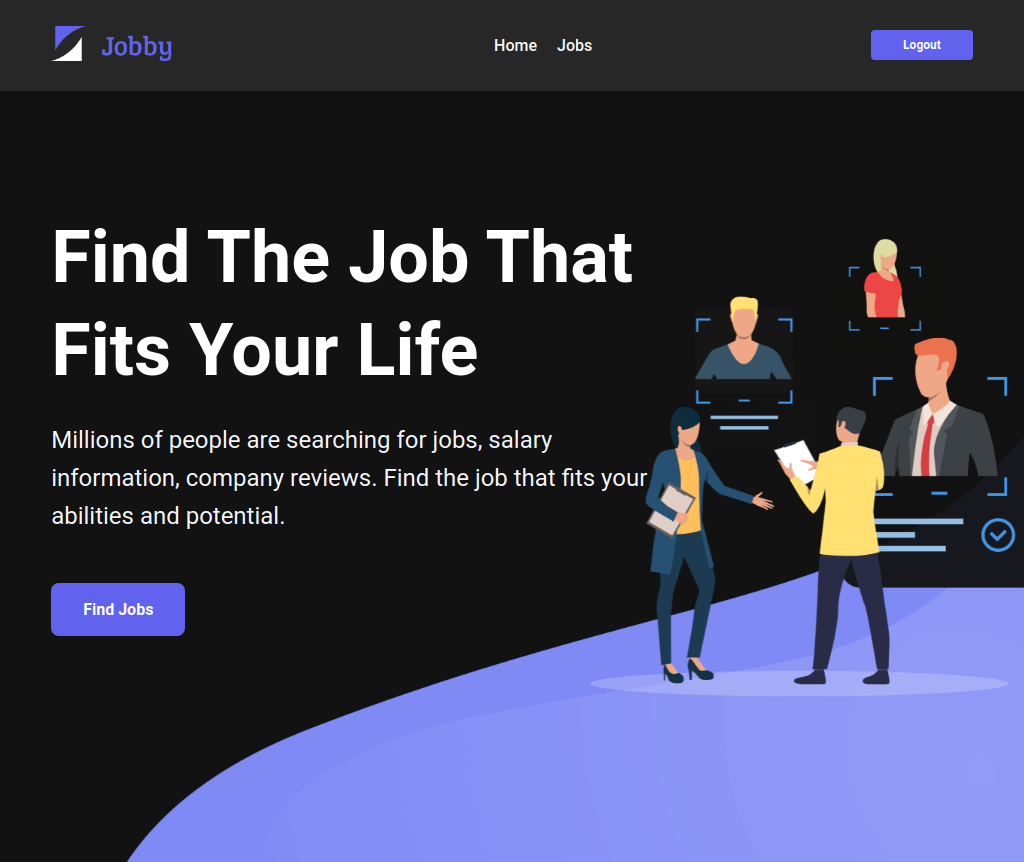 Jobby
Home
Jobs
Logout
Find The Job That
Fits Your Life
Millions of people are searching for jobs, salary
information, company reviews. Find the job that fits your
abilities and potential.
Find Jobs